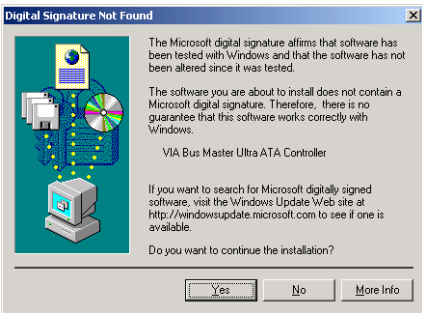 Digital Signature Not Found
The Microsoft digital signature affirms that software has
been tested with Windows and that the software has not
been altered since it was tested.
The software you are about to install does not contain a
Microsoft digital signature. Therefore, there is no
guarantee that this software works correctly with
Windows.
VIA Bus Master Ultra ATA Controller
If you want to search for Microsoft digitally signed
software, visit the Windows Update Web site at
http://windowsupdate.microsoft.com to see if one is
available.
Do you want to continue the installation?
Yes No More Info